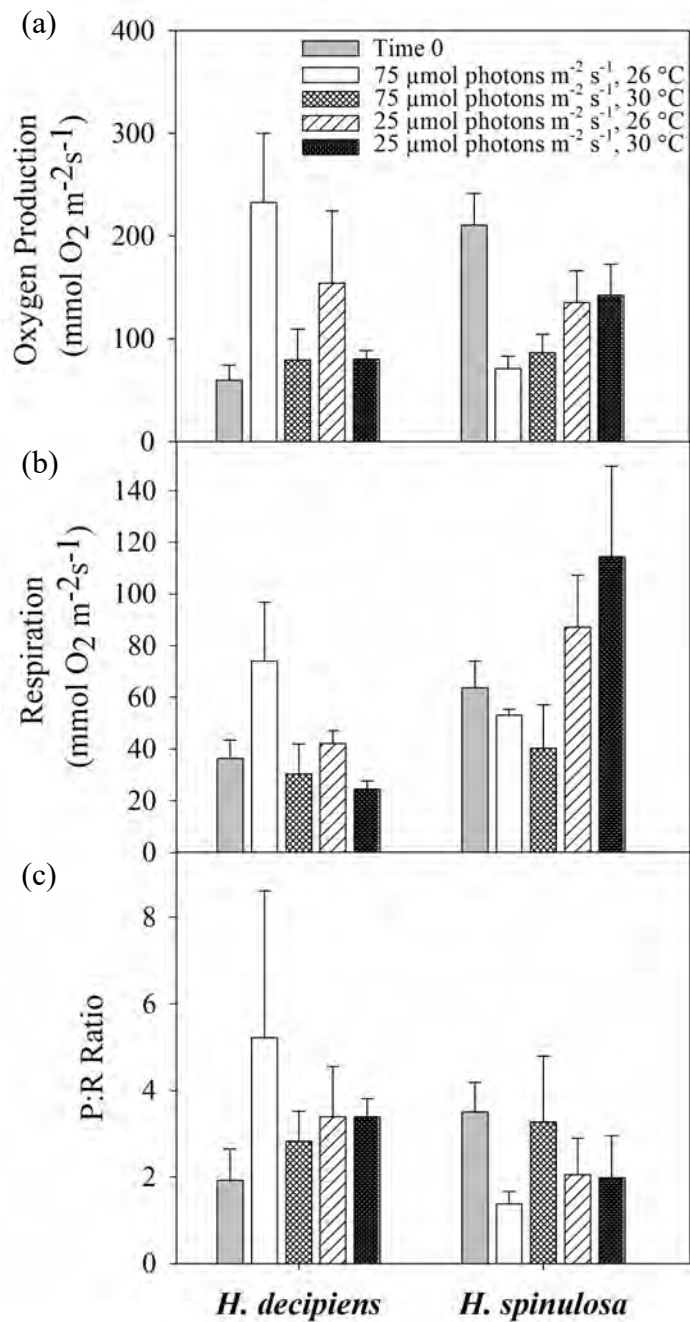 (a)
400
300
200
100
0
Oxygen Production
(mmol O2 m-2s-1)
Time 0
75 µmol photons m-2 s-1, 26 °C
75 µmol photons m-2 s-1, 30 °C
25 µmol photons m-2 s-1, 26 °C
25 µmol photons m-2 s-1, 30 °C
(b)
140
120
100
80
60
40
20
0
Respiration
(mmol O2 m-2s-1)
(c)
8
6
4
2
0
P:R Ratio
H. decipiens H. spinulosa